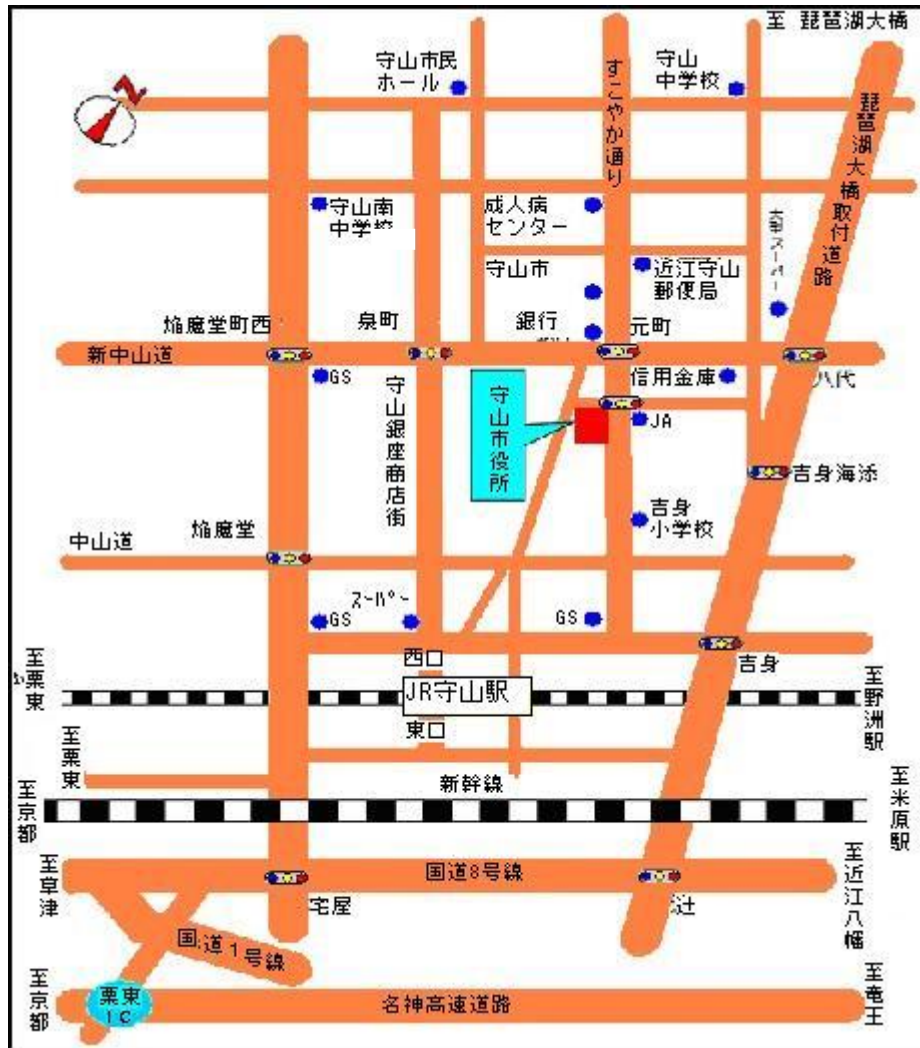 至 琵琶湖大橋
守山市民
ホール
守山
中学校
すこやか通り
琵琶湖大橋取付道路
N
守山南
中学校
成人病
センター
守山市
近江守山
郵便局
焔魔堂町西
泉町
銀行
元町
新中山道
GS
信用金庫
八代
守山市役所
守山銀座商店街
JA
吉身海添
吉身
小学校
焔魔堂
中山道
GS
スーパー
GS
西口
吉身
至栗東
JR守山駅
至野洲駅
東口
至栗東
新幹線
至京都
至米原駅
至草津
国道8号線
至近江八幡
宅屋
辻
国道1号線
至京都
栗東
IC
名神高速道路
至竜王